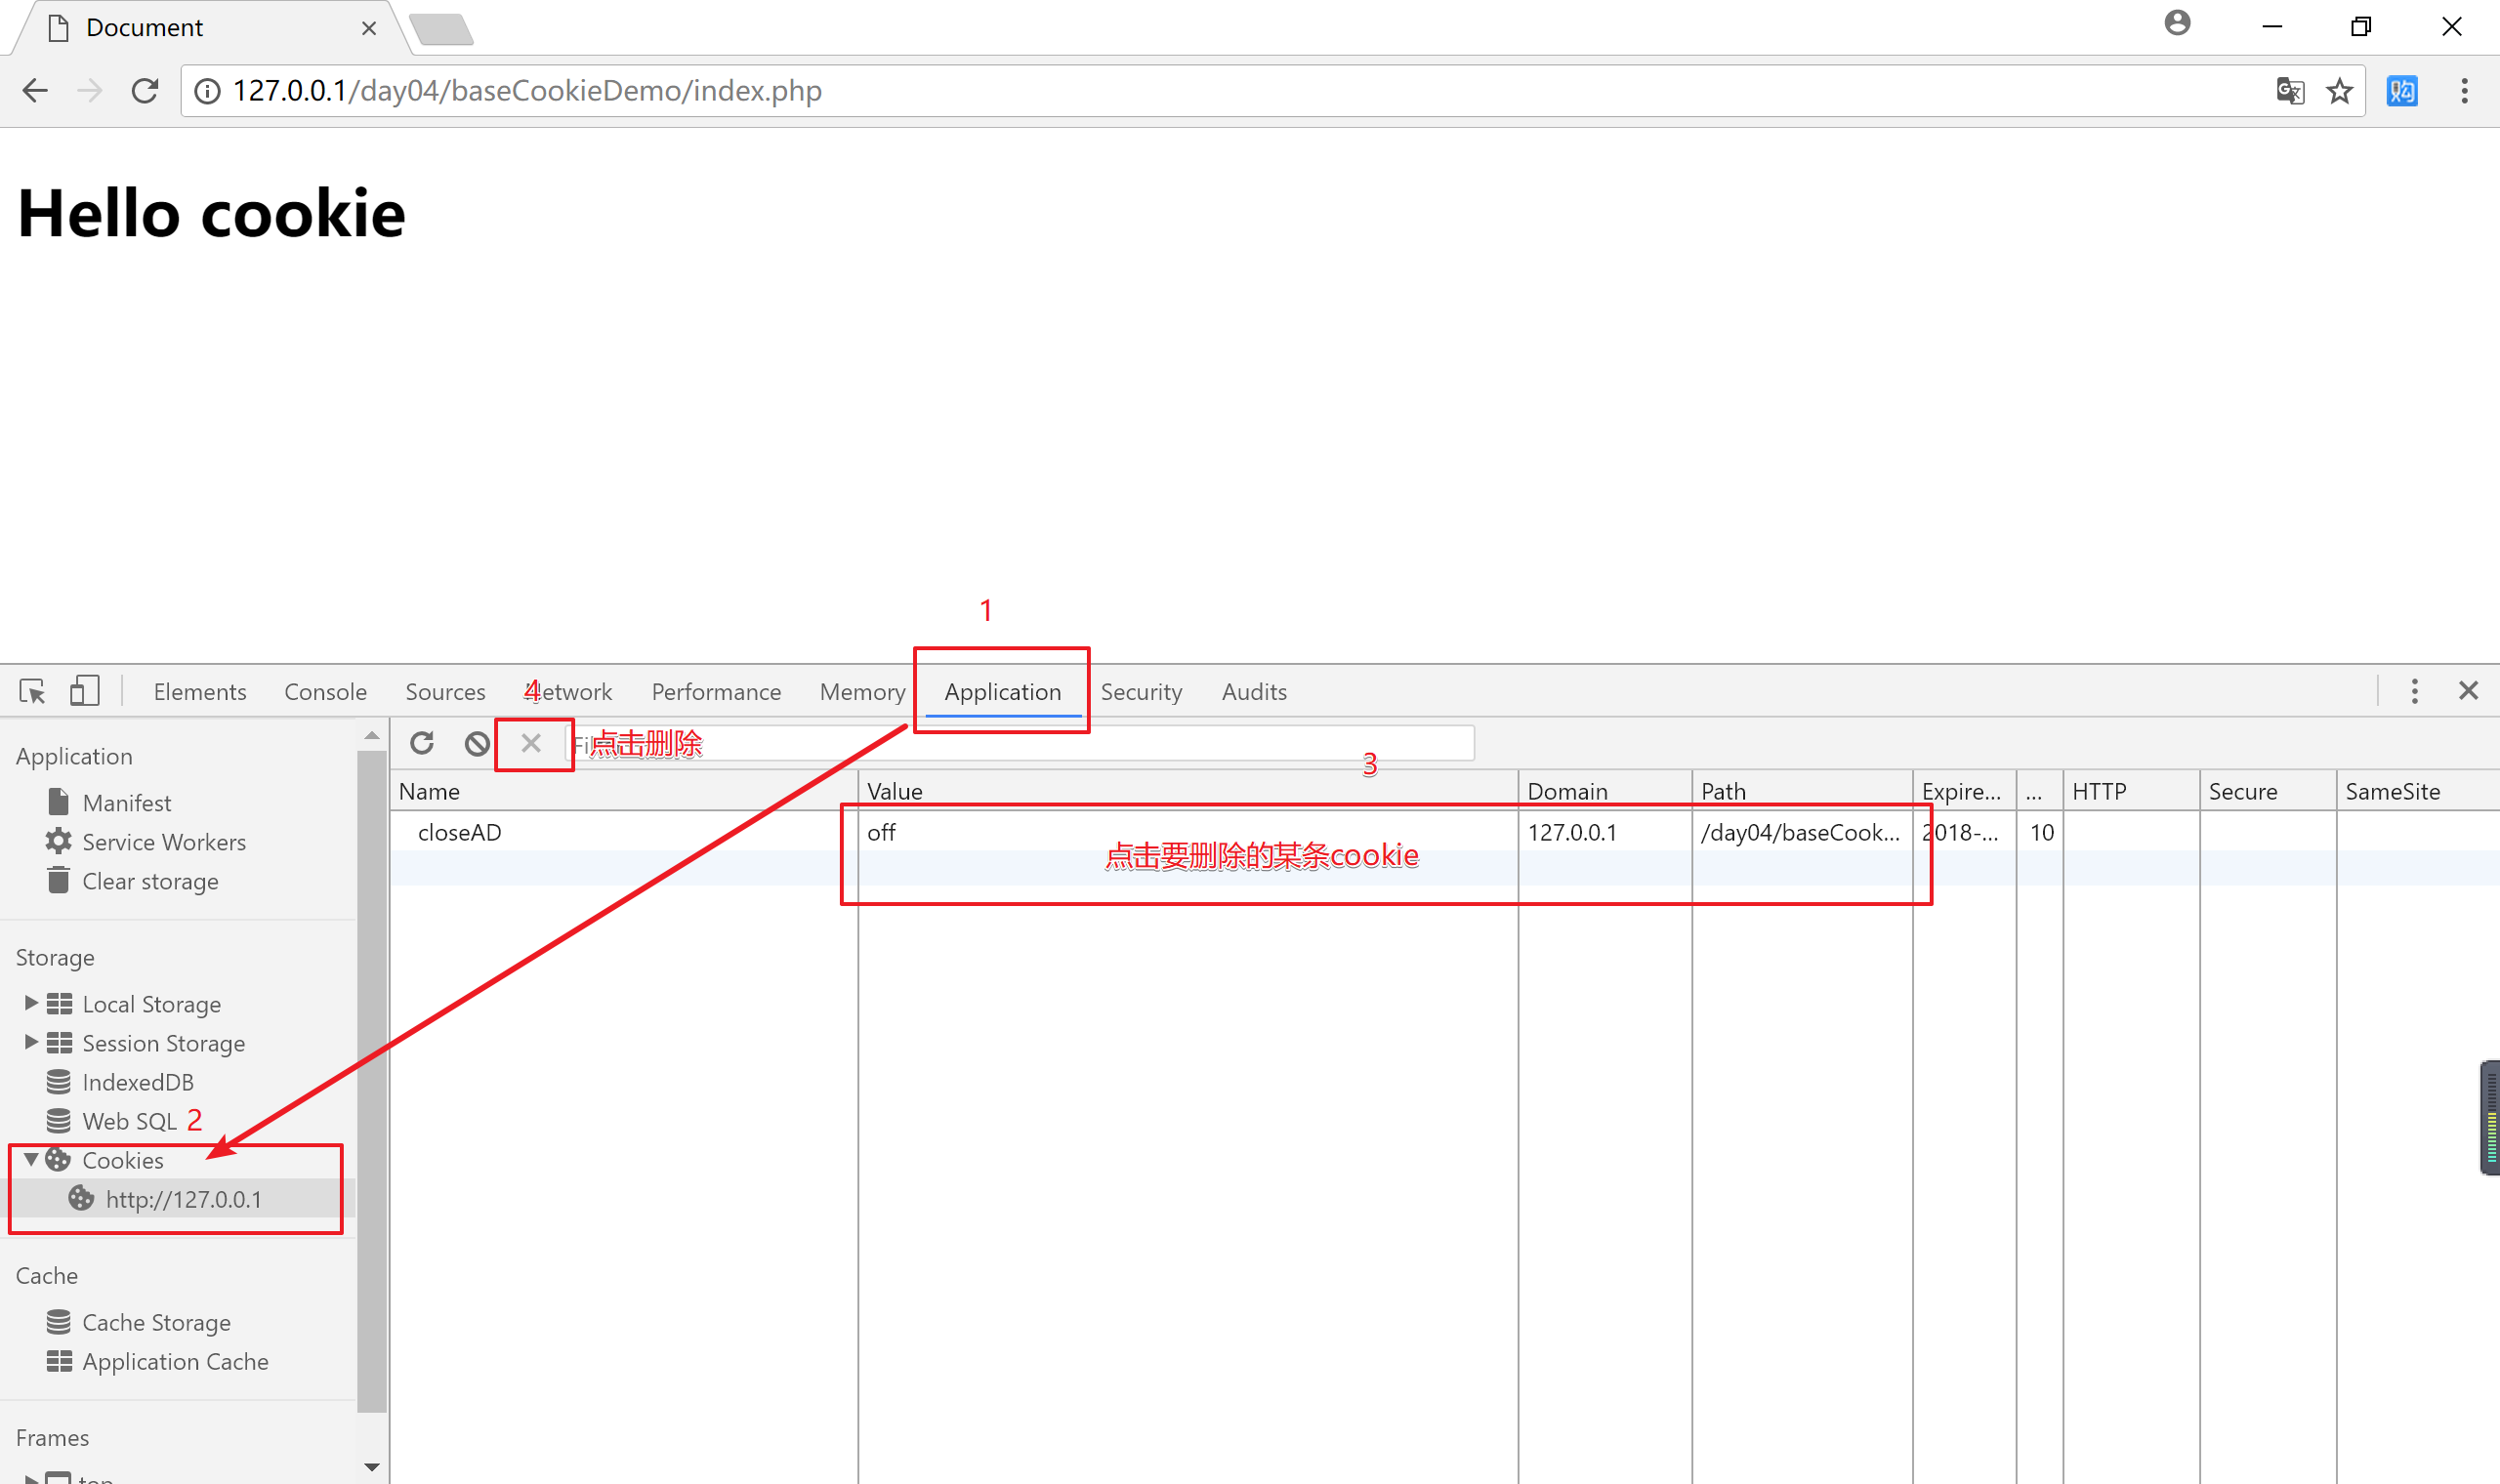 Document
127.0.0.1/day04/baseCookieDemo/index.php
购
Hello cookie
1
Elements Console Sources Network Performance Memory Application Security Audits
4
点击删除
3
Application
Manifest
Service Workers
Clear storage
Storage
Local Storage
Session Storage
IndexedDB
Web SQL 2
Cookies
http://127.0.0.1
Cache
Cache Storage
Application Cache
Frames
top
Name Value Domain Path Expire... ... HTTP Secure SameSite
closeAD off 127.0.0.1 /day04/baseCook... 2018-... 10
点击要删除的某条cookie